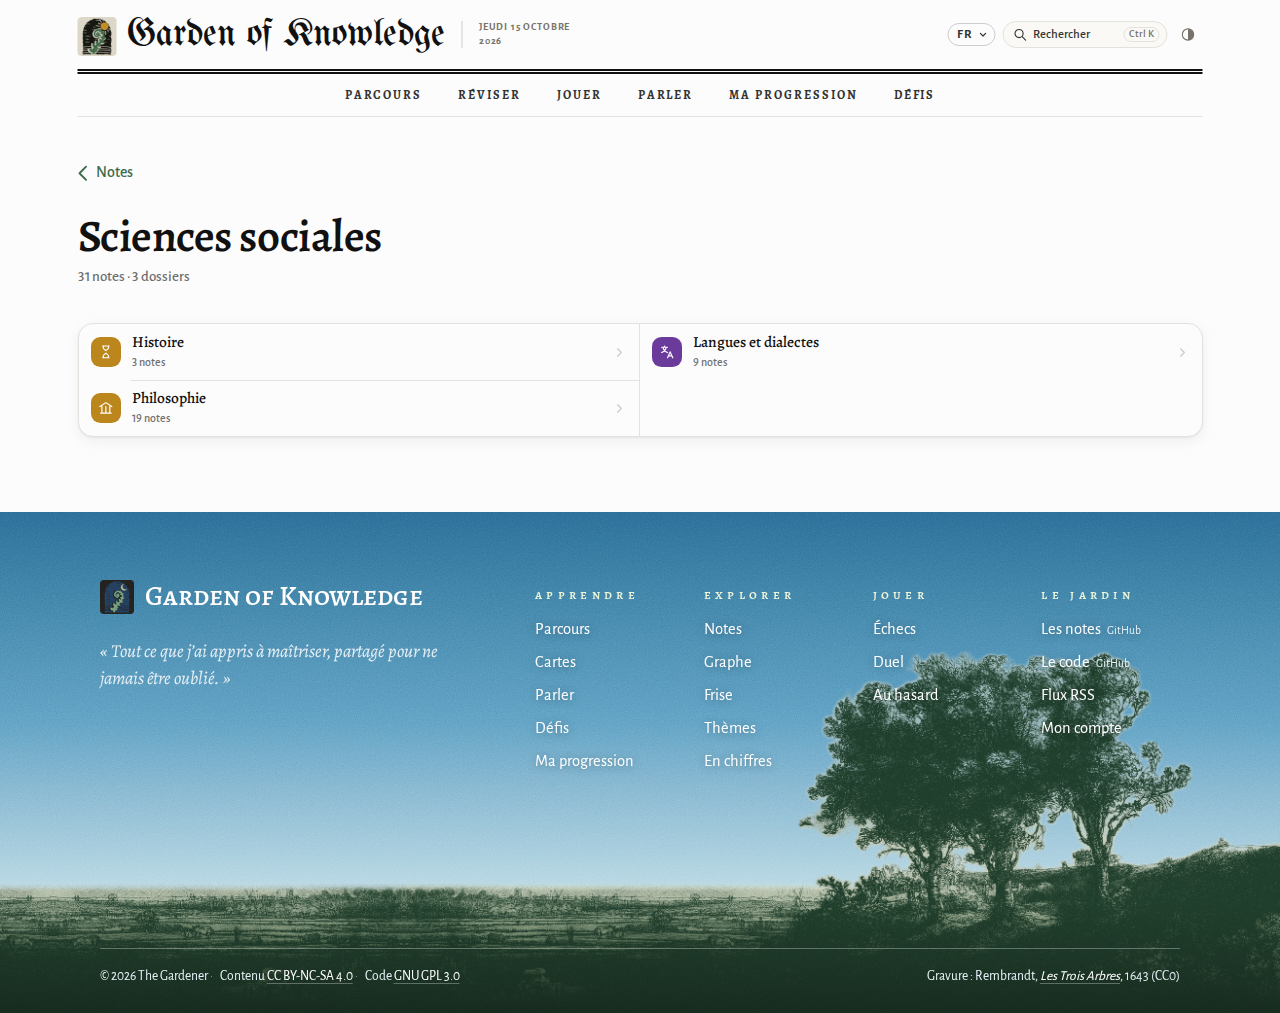 Garden of Knowledge
JEUDI 15 OCTOBRE
2026
FR
Rechercher
Ctrl K
PARCOURS
RÉVISER
JOUER
PARLER
MA PROGRESSION
DÉFIS
Notes
Sciences sociales
31 notes · 3 dossiers
Histoire
3 notes
Langues et dialectes
9 notes
Philosophie
19 notes
Garden of Knowledge
« Tout ce que j’ai appris à maîtriser, partagé pour ne
jamais être oublié. »
APPRENDRE
Parcours
Cartes
Parler
Défis
Ma progression
EXPLORER
Notes
Graphe
Frise
Thèmes
En chiffres
JOUER
Échecs
Duel
Au hasard
LE JARDIN
Les notes GitHub
Le code GitHub
Flux RSS
Mon compte
© 2026 The Gardener · Contenu CC BY-NC-SA 4.0 · Code GNU GPL 3.0
Gravure : Rembrandt, Les Trois Arbres, 1643 (CC0)